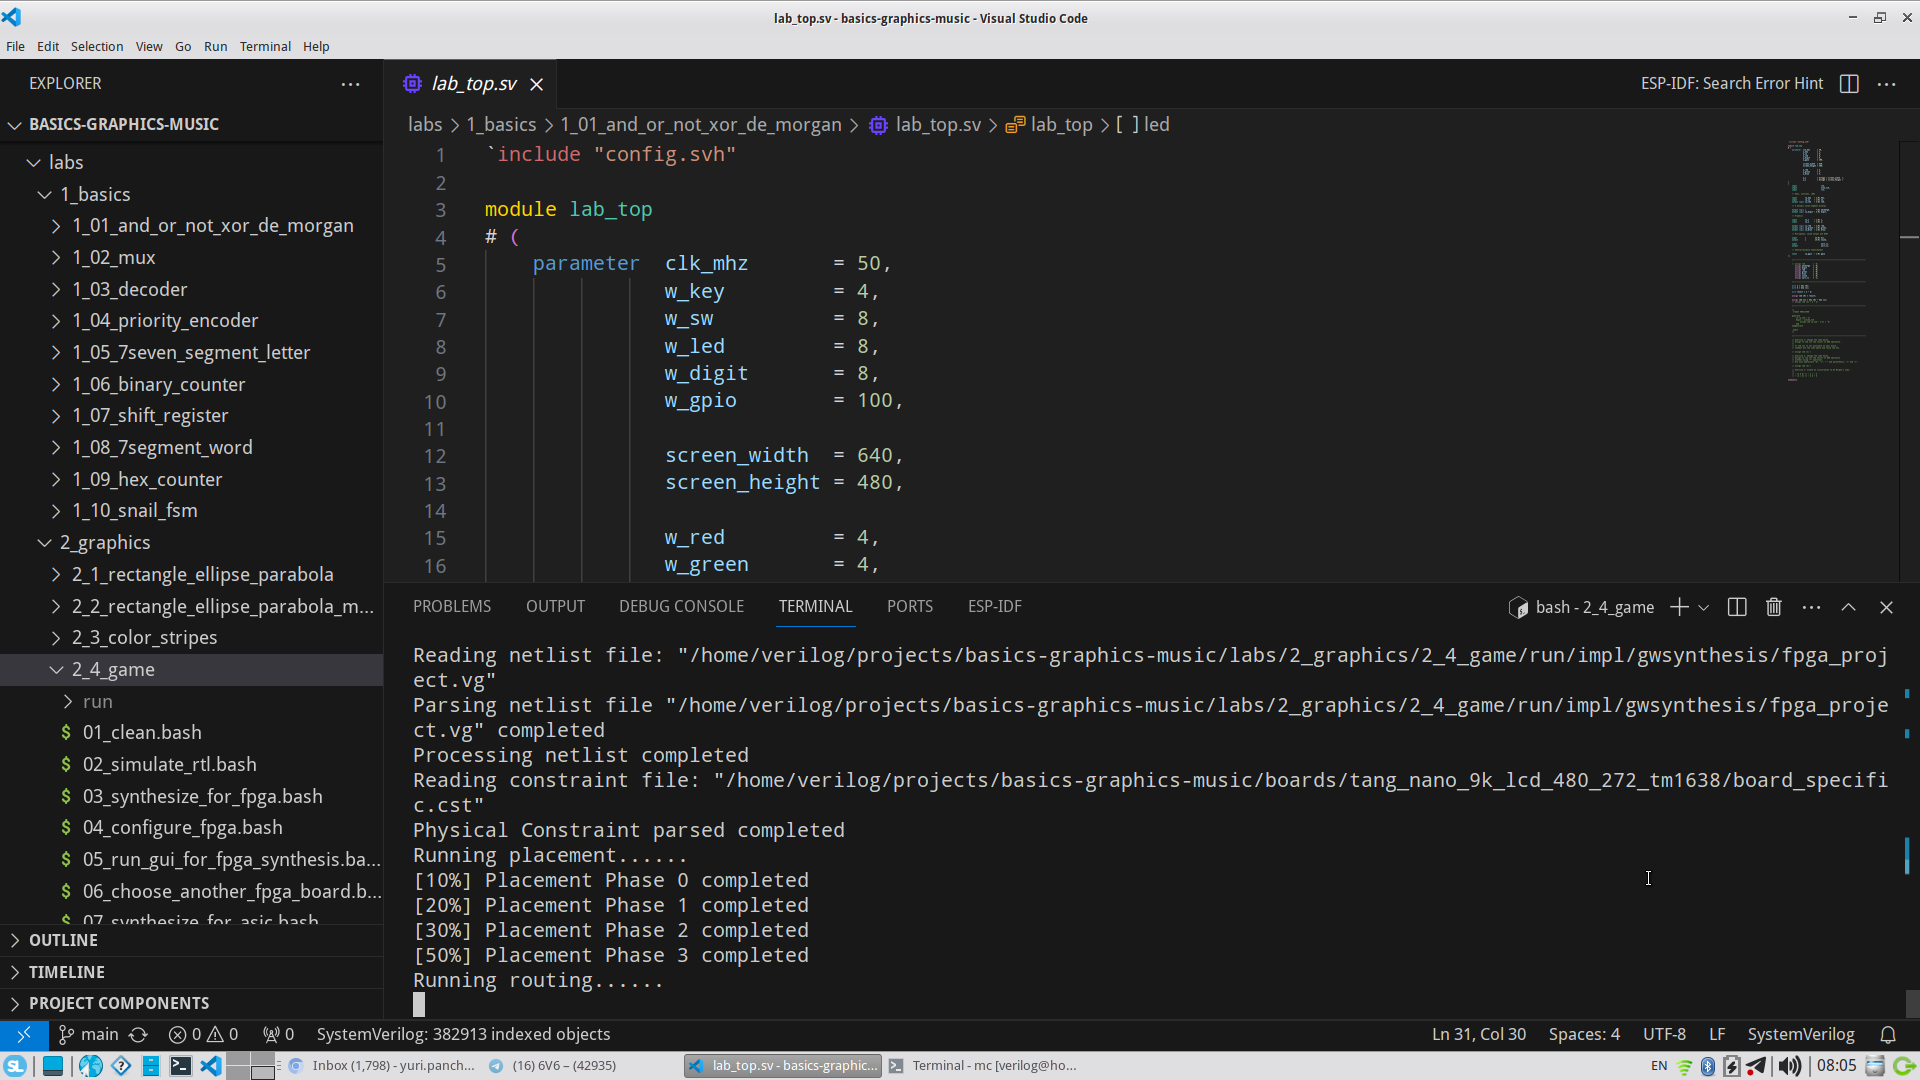 lab_top.sv - basics-graphics-music - Visual Studio Code
File Edit Selection View Go Run Terminal Help
EXPLORER
BASICS-GRAPHICS-MUSIC
labs
1_basics
1_01_and_or_not_xor_de_morgan
1_02_mux
1_03_decoder
1_04_priority_encoder
1_05_7seven_segment_letter
1_06_binary_counter
1_07_shift_register
1_08_7segment_word
1_09_hex_counter
1_10_snail_fsm
2_graphics
2_1_rectangle_ellipse_parabola
2_2_rectangle_ellipse_parabola_m...
2_3_color_stripes
2_4_game
run
$ 01_clean.bash
$ 02_simulate_rtl.bash
$ 03_synthesize_for_fpga.bash
$ 04_configure_fpga.bash
$ 05_run_gui_for_fpga_synthesis.ba...
$ 06_choose_another_fpga_board.b...
07_synthesize_for_asic.bash
OUTLINE
TIMELINE
PROJECT COMPONENTS
lab_top.sv
ESP-IDF: Search Error Hint
labs > 1_basics > 1_01_and_or_not_xor_de_morgan > lab_top.sv > lab_top > [ ] led
1 `include "config.svh"
2
3 module lab_top
4 # (
5 parameter clk_mhz = 50,
6 w_key = 4,
7 w_sw = 8,
8 w_led = 8,
9 w_digit = 8,
10 w_gpio = 100,
11
12 screen_width = 640,
13 screen_height = 480,
14
15 w_red = 4,
16 w_green = 4,
PROBLEMS OUTPUT DEBUG CONSOLE TERMINAL PORTS ESP-IDF
bash - 2_4_game
Reading netlist file: "/home/verilog/projects/basics-graphics-music/labs/2_graphics/2_4_game/run/impl/gwsynthesis/fpga_proj
ect.vg"
Parsing netlist file "/home/verilog/projects/basics-graphics-music/labs/2_graphics/2_4_game/run/impl/gwsynthesis/fpga_proje
ct.vg" completed
Processing netlist completed
Reading constraint file: "/home/verilog/projects/basics-graphics-music/boards/tang_nano_9k_lcd_480_272_tm1638/board_specifi
c.cst"
Physical Constraint parsed completed
Running placement......
[10%] Placement Phase 0 completed
[20%] Placement Phase 1 completed
[30%] Placement Phase 2 completed
[50%] Placement Phase 3 completed
Running routing......
main 0 0 0 SystemVerilog: 382913 indexed objects
Ln 31, Col 30 Spaces: 4 UTF-8 LF SystemVerilog
SL Inbox (1,798) - yuri.panch... (16) 6V6 – (42935) lab_top.sv - basics-graphic... Terminal - mc [verilog@ho... EN 08:05